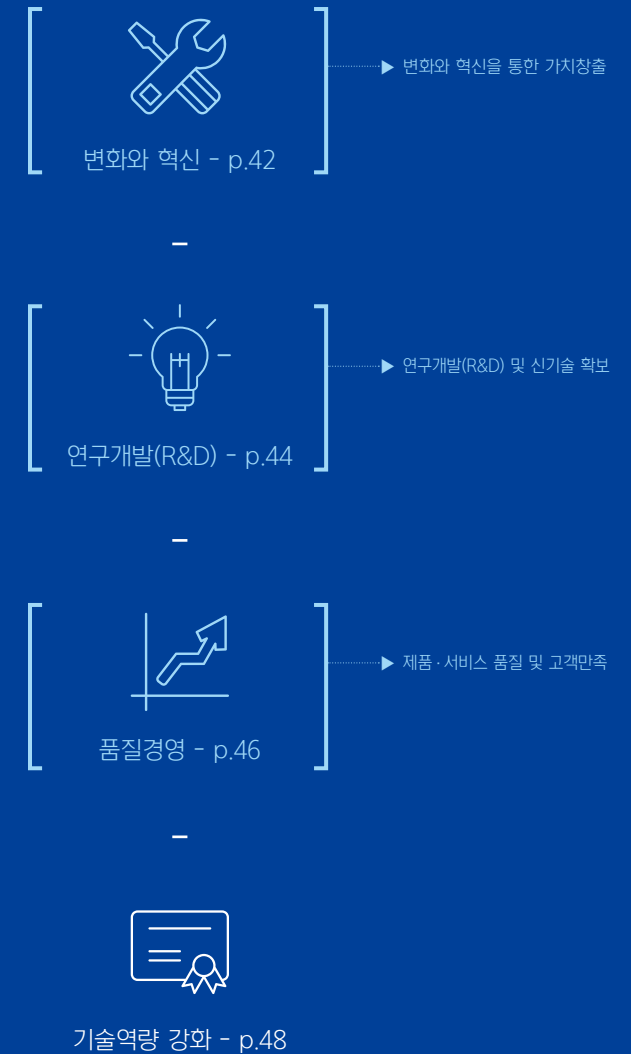 변화와 혁신을 통한 가치창출
변화와 혁신 - p.42
연구개발(R&D) 및 신기술 확보
연구개발(R&D) - p.44
제품·서비스 품질 및 고객만족
품질경영 - p.46
기술역량 강화 - p.48